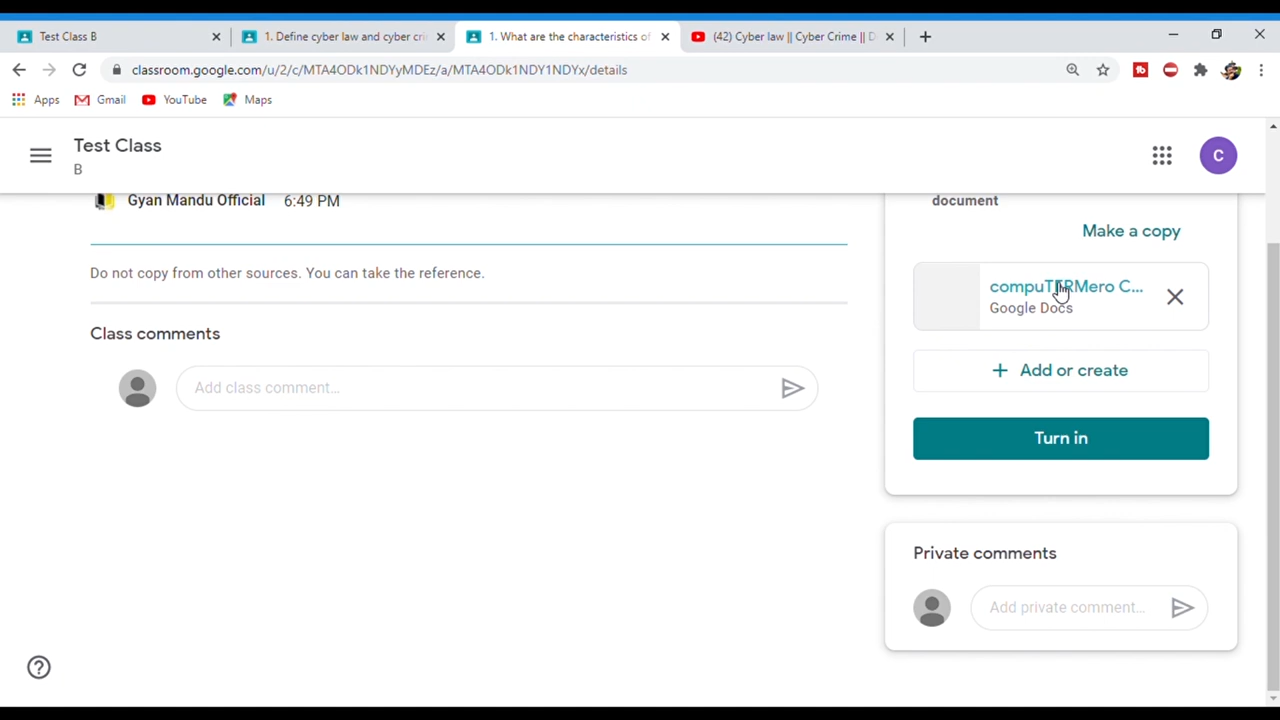 Test Class B
1. Define cyber law and cyber cri
1. What are the characteristics of
(42) Cyber law || Cyber Crime || D
classroom.google.com/u/2/c/MTA4ODk1NDYyMDEz/a/MTA4ODk1NDY1NDYx/details
Apps
Gmail
YouTube
Maps
Test Class
B
C
Gyan Mandu Official 6:49 PM
document
Make a copy
Do not copy from other sources. You can take the reference.
compuTERMero C...
Google Docs
Class comments
Add class comment...
+ Add or create
Turn in
Private comments
Add private comment...